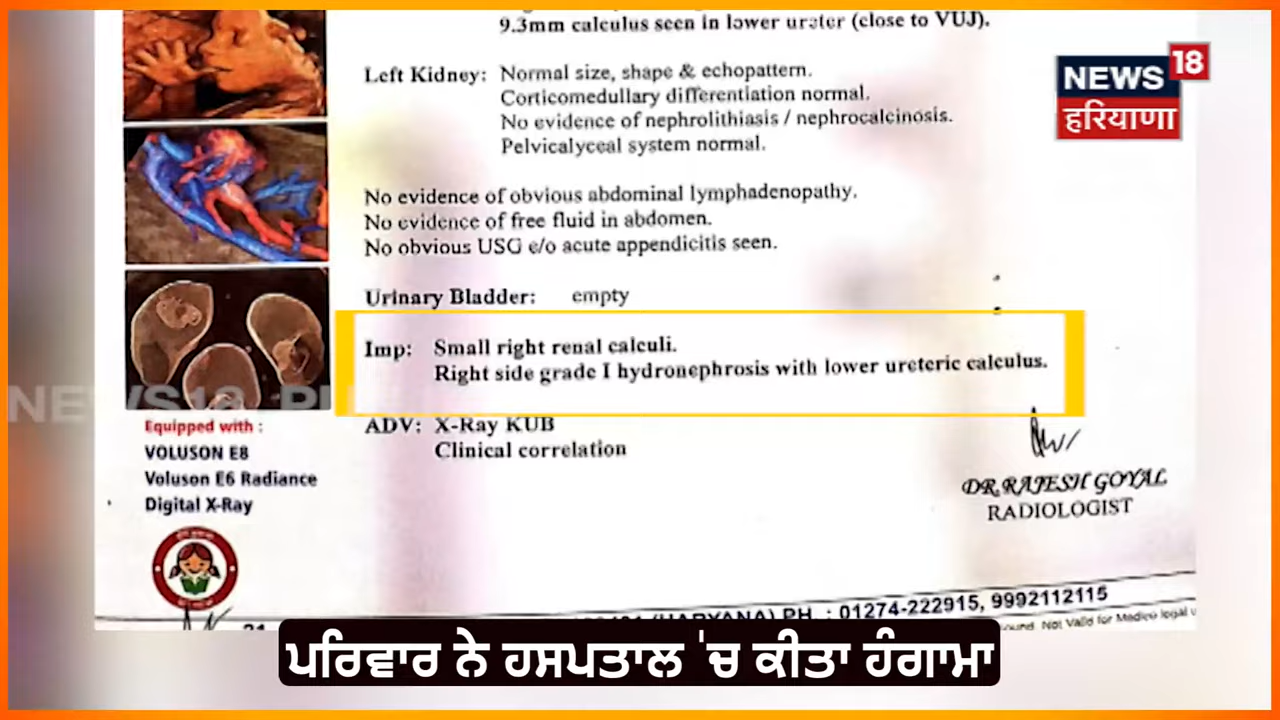 9.3mm calculus seen in lower ureter (close to VUJ).
NEWS 18
हरियाणा
Left Kidney: Normal size, shape & echopattern.
Corticomedullary differentiation normal.
No evidence of nephrolithiasis / nephrocalcinosis.
Pelvicalyceal system normal.
No evidence of obvious abdominal lymphadenopathy.
No evidence of free fluid in abdomen.
No obvious USG e/o acute appendicitis seen.
Urinary Bladder: empty
Imp: Small right renal calculi.
Right side grade I hydronephrosis with lower ureteric calculus.
NEWS18
ADV: X-Ray KUB
Clinical correlation
Equipped with :
VOLUSON E8
Voluson E6 Radiance
Digital X-Ray
DR.RAJESH GOYAL
RADIOLOGIST
(HARYANA) PH. : 01274-222915, 9992112115
Not Valid for Medico legal
ਪਰਿਵਾਰ ਨੇ ਹਸਪਤਾਲ 'ਚ ਕੀਤਾ ਹੰਗਾਮਾ